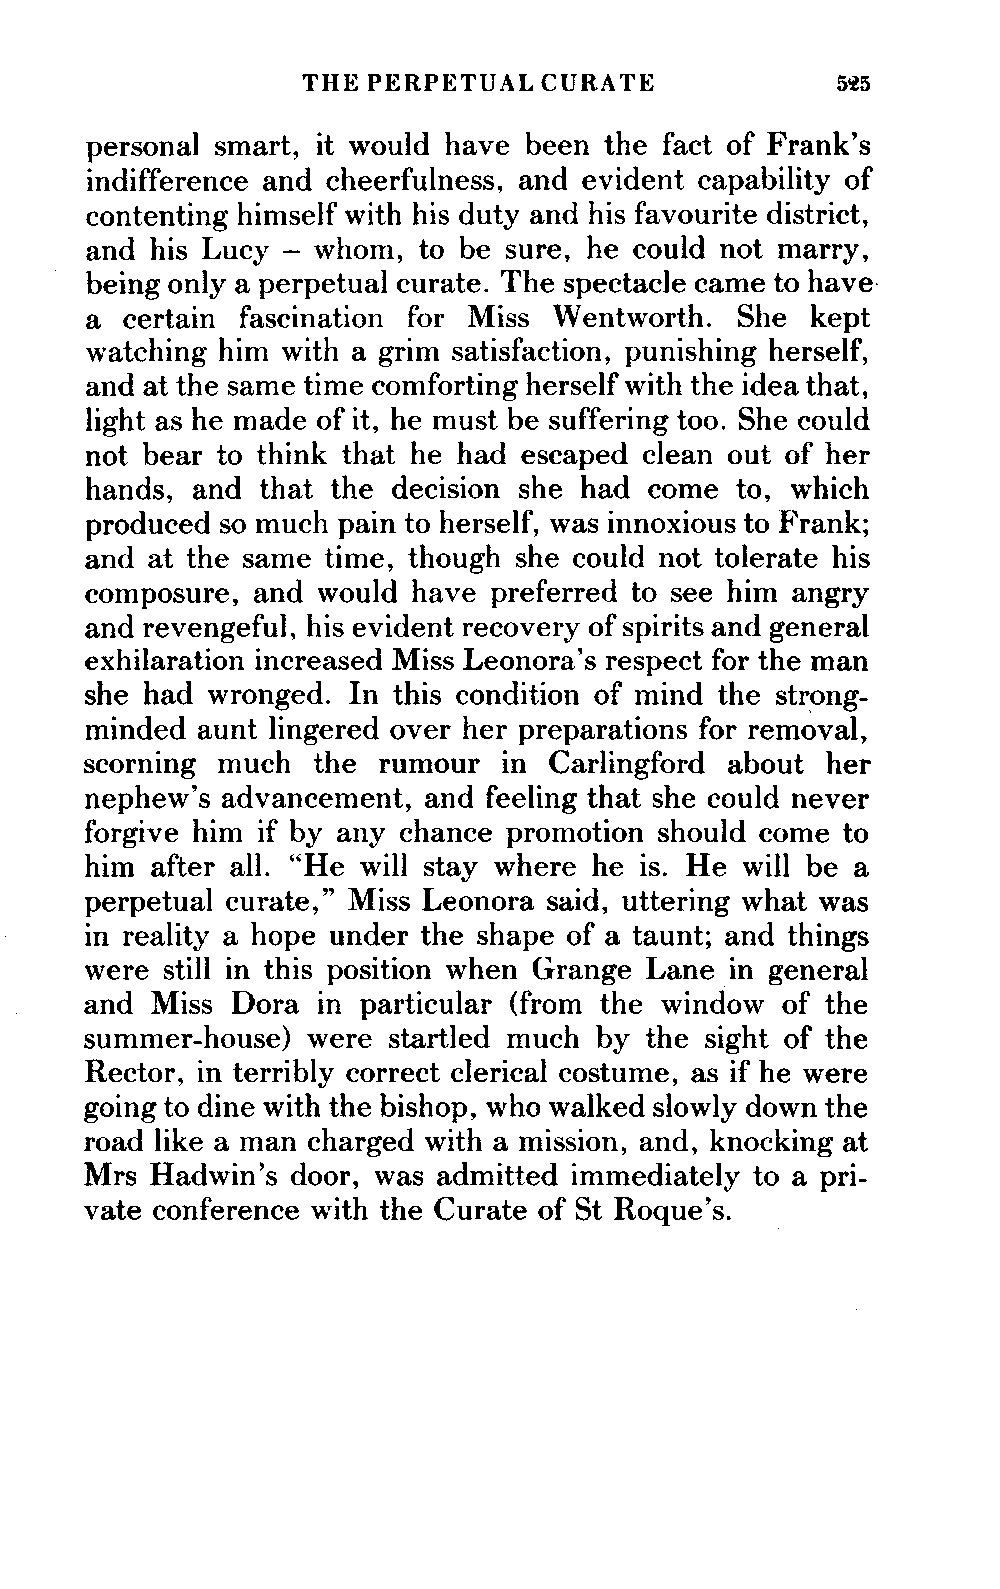 THE PERPETUAL CURATE 525
personal smart, it would have been the fact of Frank's
indifference and cheerfulness, and evident capability of
contenting himself with his duty and his favourite district,
and his Lucy – whom, to be sure, he could not marry,
being only a perpetual curate. The spectacle came to have
a certain fascination for Miss Wentworth. She kept
watching him with a grim satisfaction, punishing herself,
and at the same time comforting herself with the idea that,
light as he made of it, he must be suffering too. She could
not bear to think that he had escaped clean out of her
hands, and that the decision she had come to, which
produced so much pain to herself, was innoxious to Frank;
and at the same time, though she could not tolerate his
composure, and would have preferred to see him angry
and revengeful, his evident recovery of spirits and general
exhilaration increased Miss Leonora's respect for the man
she had wronged. In this condition of mind the strong-
minded aunt lingered over her preparations for removal,
scorning much the rumour in Carlingford about her
nephew's advancement, and feeling that she could never
forgive him if by any chance promotion should come to
him after all. “He will stay where he is. He will be a
perpetual curate,” Miss Leonora said, uttering what was
in reality a hope under the shape of a taunt; and things
were still in this position when Grange Lane in general
and Miss Dora in particular (from the window of the
summer-house) were startled much by the sight of the
Rector, in terribly correct clerical costume, as if he were
going to dine with the bishop, who walked slowly down the
road like a man charged with a mission, and, knocking at
Mrs Hadwin's door, was admitted immediately to a pri-
vate conference with the Curate of St Roque's.